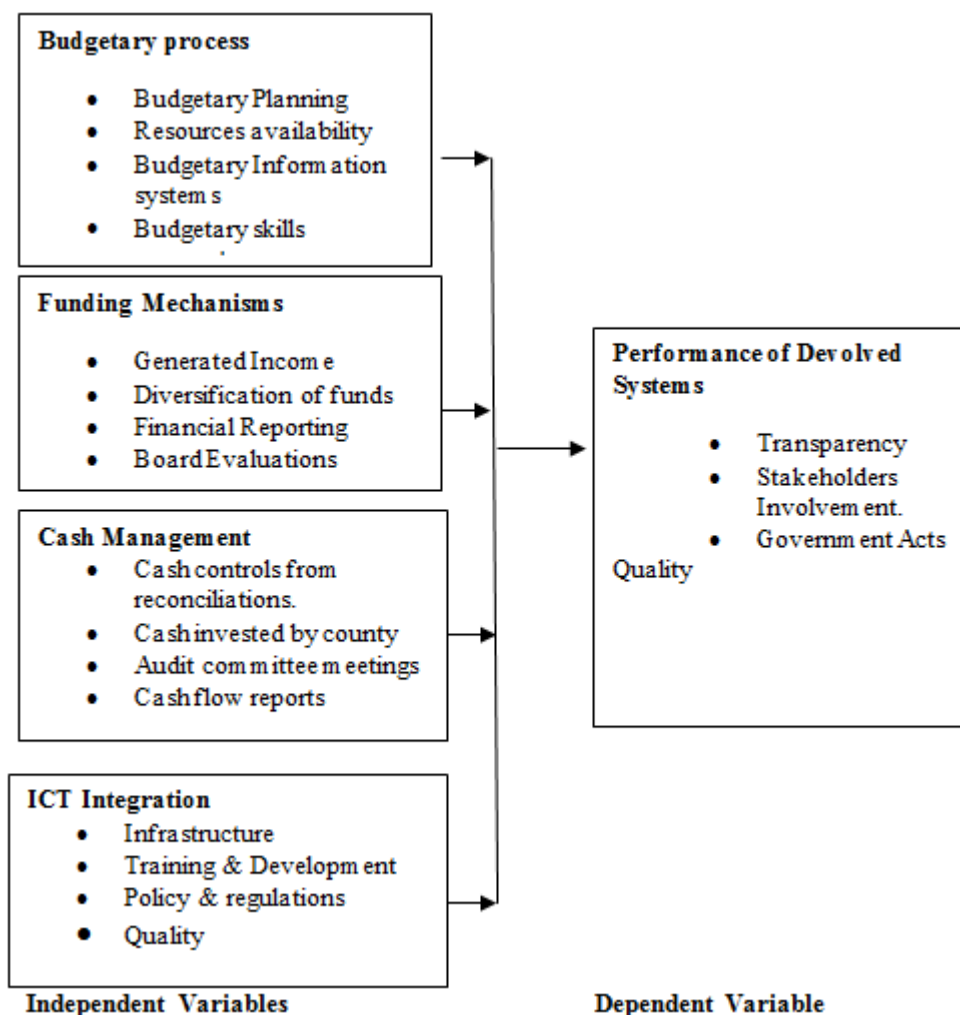 Budgetary process
• Budgetary Planning
• Resources availability
• Budgetary Information
systems
• Budgetary skills
Funding Mechanisms
• Generated Income
• Diversification of funds
• Financial Reporting
• Board Evaluations
Cash Management
• Cash controls from
reconciliations.
• Cash invested by county
• Audit committee meetings
• Cash flow reports
ICT Integration
• Infrastructure
• Training & Development
• Policy & regulations
• Quality
Independent Variables
Performance of Devolved
Systems
• Transparency
• Stakeholders
Involvement.
• Government Acts
Quality
Dependent Variable